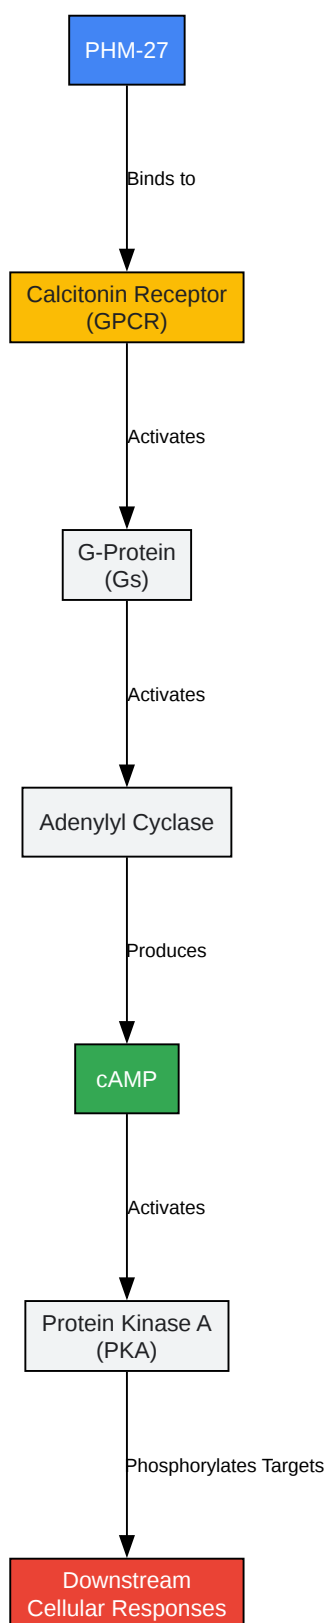 PHM-27
Binds to
Calcitonin Receptor
(GPCR)
Activates
G-Protein
(Gs)
Activates
Adenylyl Cyclase
Produces
cAMP
Activates
Protein Kinase A
(PKA)
Phosphorylates Targets
Downstream
Cellular Responses